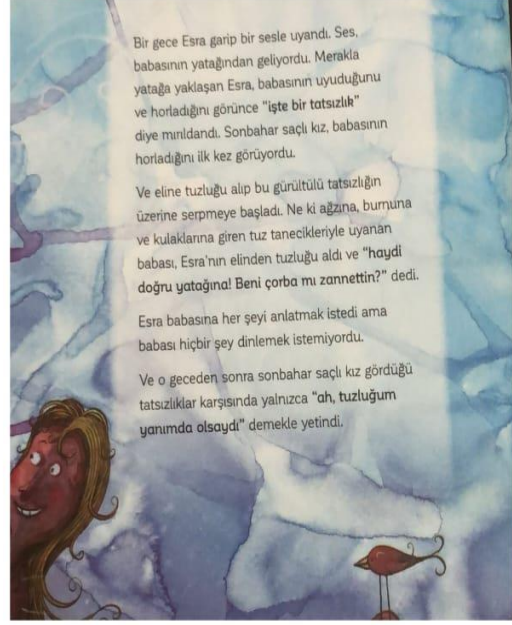 Bir gece Esra garip bir sesle uyandı. Ses,
babasının yatağından geliyordu. Merakla
yatağa yaklaşan Esra, babasının uyuduğunu
ve horladığını görünce "işte bir tatsızlık"
diye mırıldandı. Sonbahar saçlı kız, babasının
horladığını ilk kez görüyordu.
Ve eline tuzluğu alıp bu gürültülü tatsızlığın
üzerine serpmeye başladı. Ne ki ağzına, burnuna
ve kulaklarına giren tuz tanecikleriyle uyanan
babası, Esra'nın elinden tuzluğu aldı ve "haydi
doğru yatağına! Beni çorba mı zannettin?" dedi.
Esra babasına her şeyi anlatmak istedi ama
babası hiçbir şey dinlemek istemiyordu.
Ve o geceden sonra sonbahar saçlı kız gördüğü
tatsızlıklar karşısında yalnızca "ah, tuzluğum
yanımda olsaydı" demekle yetindi.